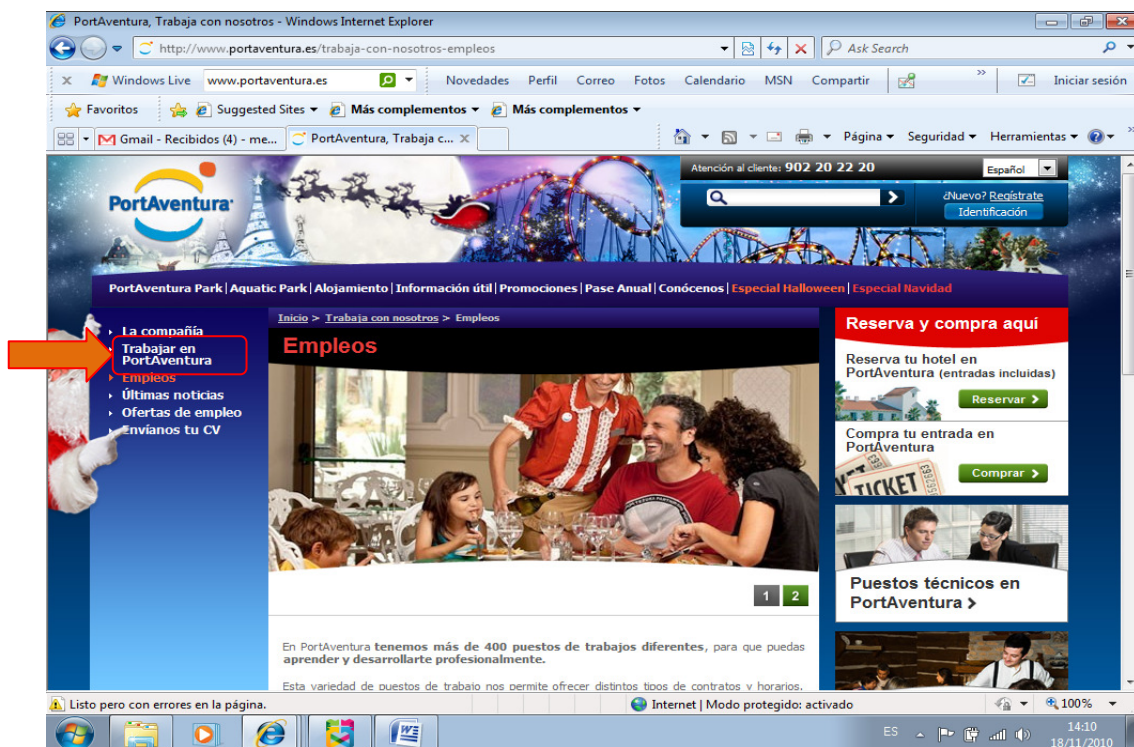 PortAventura, Trabaja con nosotros - Windows Internet Explorer
http://www.portaventura.es/trabaja-con-nosotros-empleos
Ask Search
Windows Live www.portaventura.es Novedades Perfil Correo Fotos Calendario MSN Compartir Iniciar sesión
Favoritos Suggested Sites Más complementos Más complementos
Gmail - Recibidos (4) - me... PortAventura, Trabaja c... Página Seguridad Herramientas
Atención al cliente: 902 20 22 20
Español
PortAventura
¿Nuevo? Regístrate
Identificación
PortAventura Park | Aquatic Park | Alojamiento | Información útil | Promociones | Pase Anual | Conócenos | Especial Halloween | Especial Navidad
La compañía
Trabajar en
PortAventura
Empleos
Últimas noticias
Ofertas de empleo
Envíanos tu CV
Inicio > Trabaja con nosotros > Empleos
Empleos
1 2
En PortAventura tenemos más de 400 puestos de trabajos diferentes, para que puedas
aprender y desarrollarte profesionalmente.
Esta variedad de puestos de trabajo nos permite ofrecer distintos tipos de contratos y horarios.
Reserva y compra aquí
Reserva tu hotel en
PortAventura (entradas incluidas)
Reservar >
Compra tu entrada en
PortAventura
TICKET
Comprar >
Puestos técnicos en
PortAventura >
Listo pero con errores en la página. Internet | Modo protegido: activado 100%
ES 14:10
18/11/2010